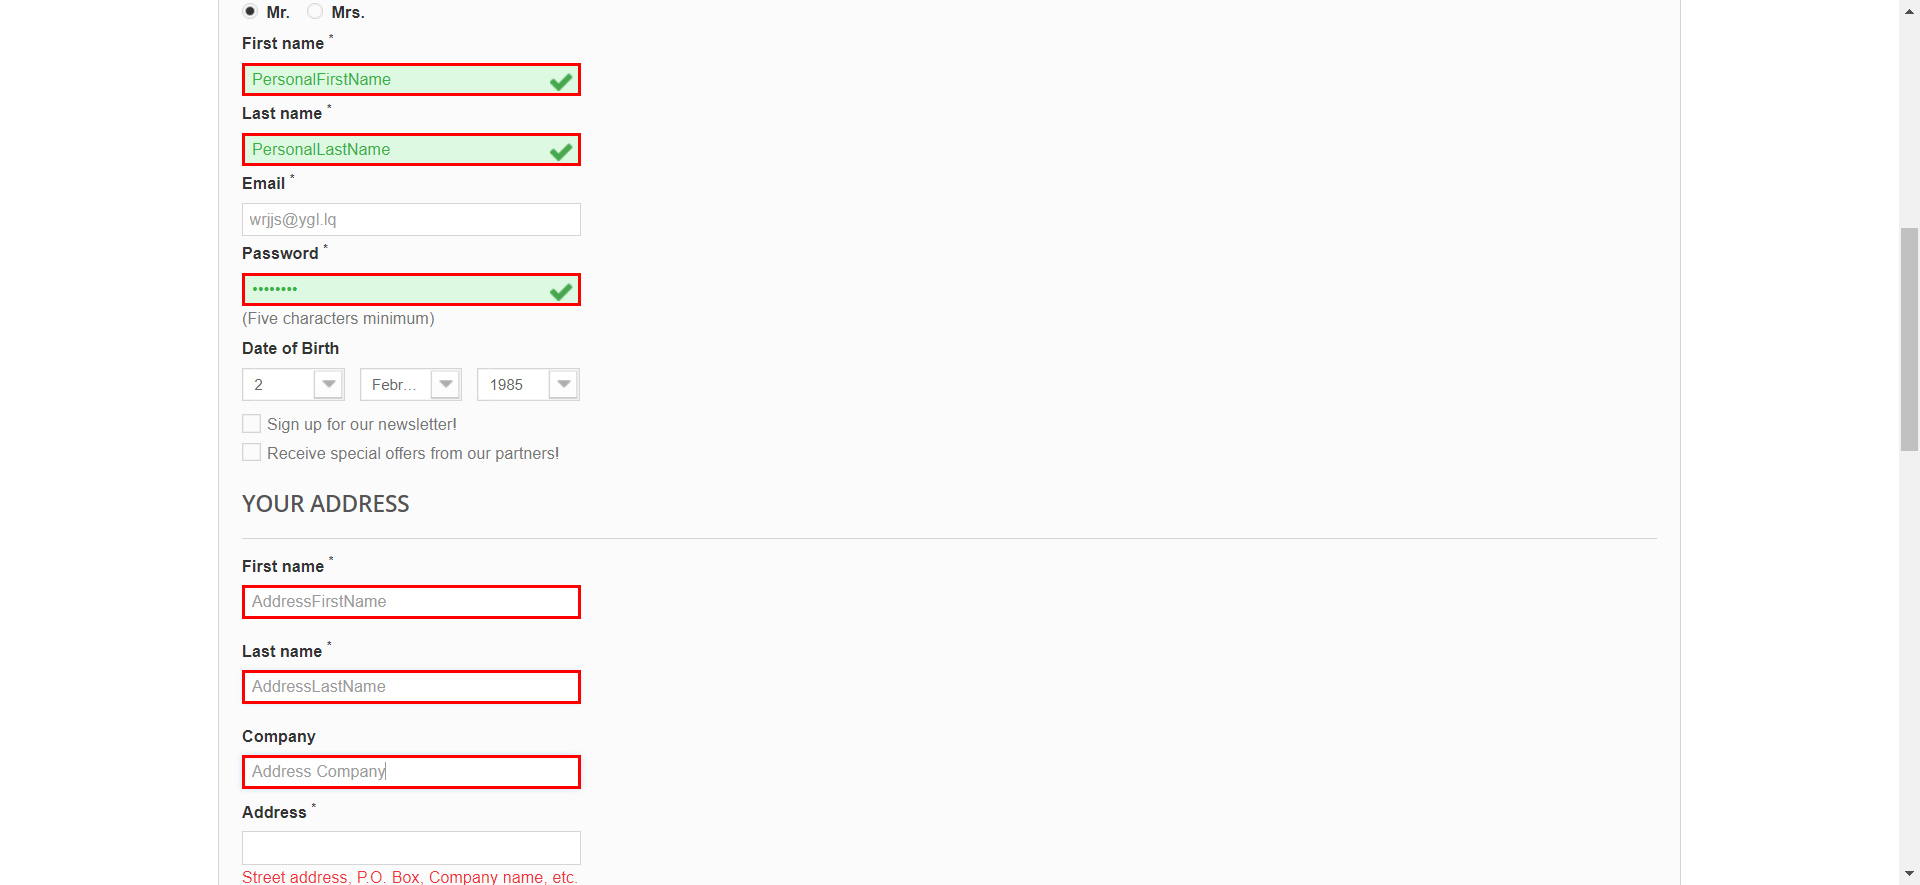 Mr. Mrs.
First name *
PersonalFirstName
Last name *
PersonalLastName
Email *
wrjjs@ygl.lq
Password *
••••••••
(Five characters minimum)
Date of Birth
2 Febr... 1985
Sign up for our newsletter!
Receive special offers from our partners!
YOUR ADDRESS
First name *
AddressFirstName
Last name *
AddressLastName
Company
Address Company
Address *
Street address, P.O. Box, Company name, etc.